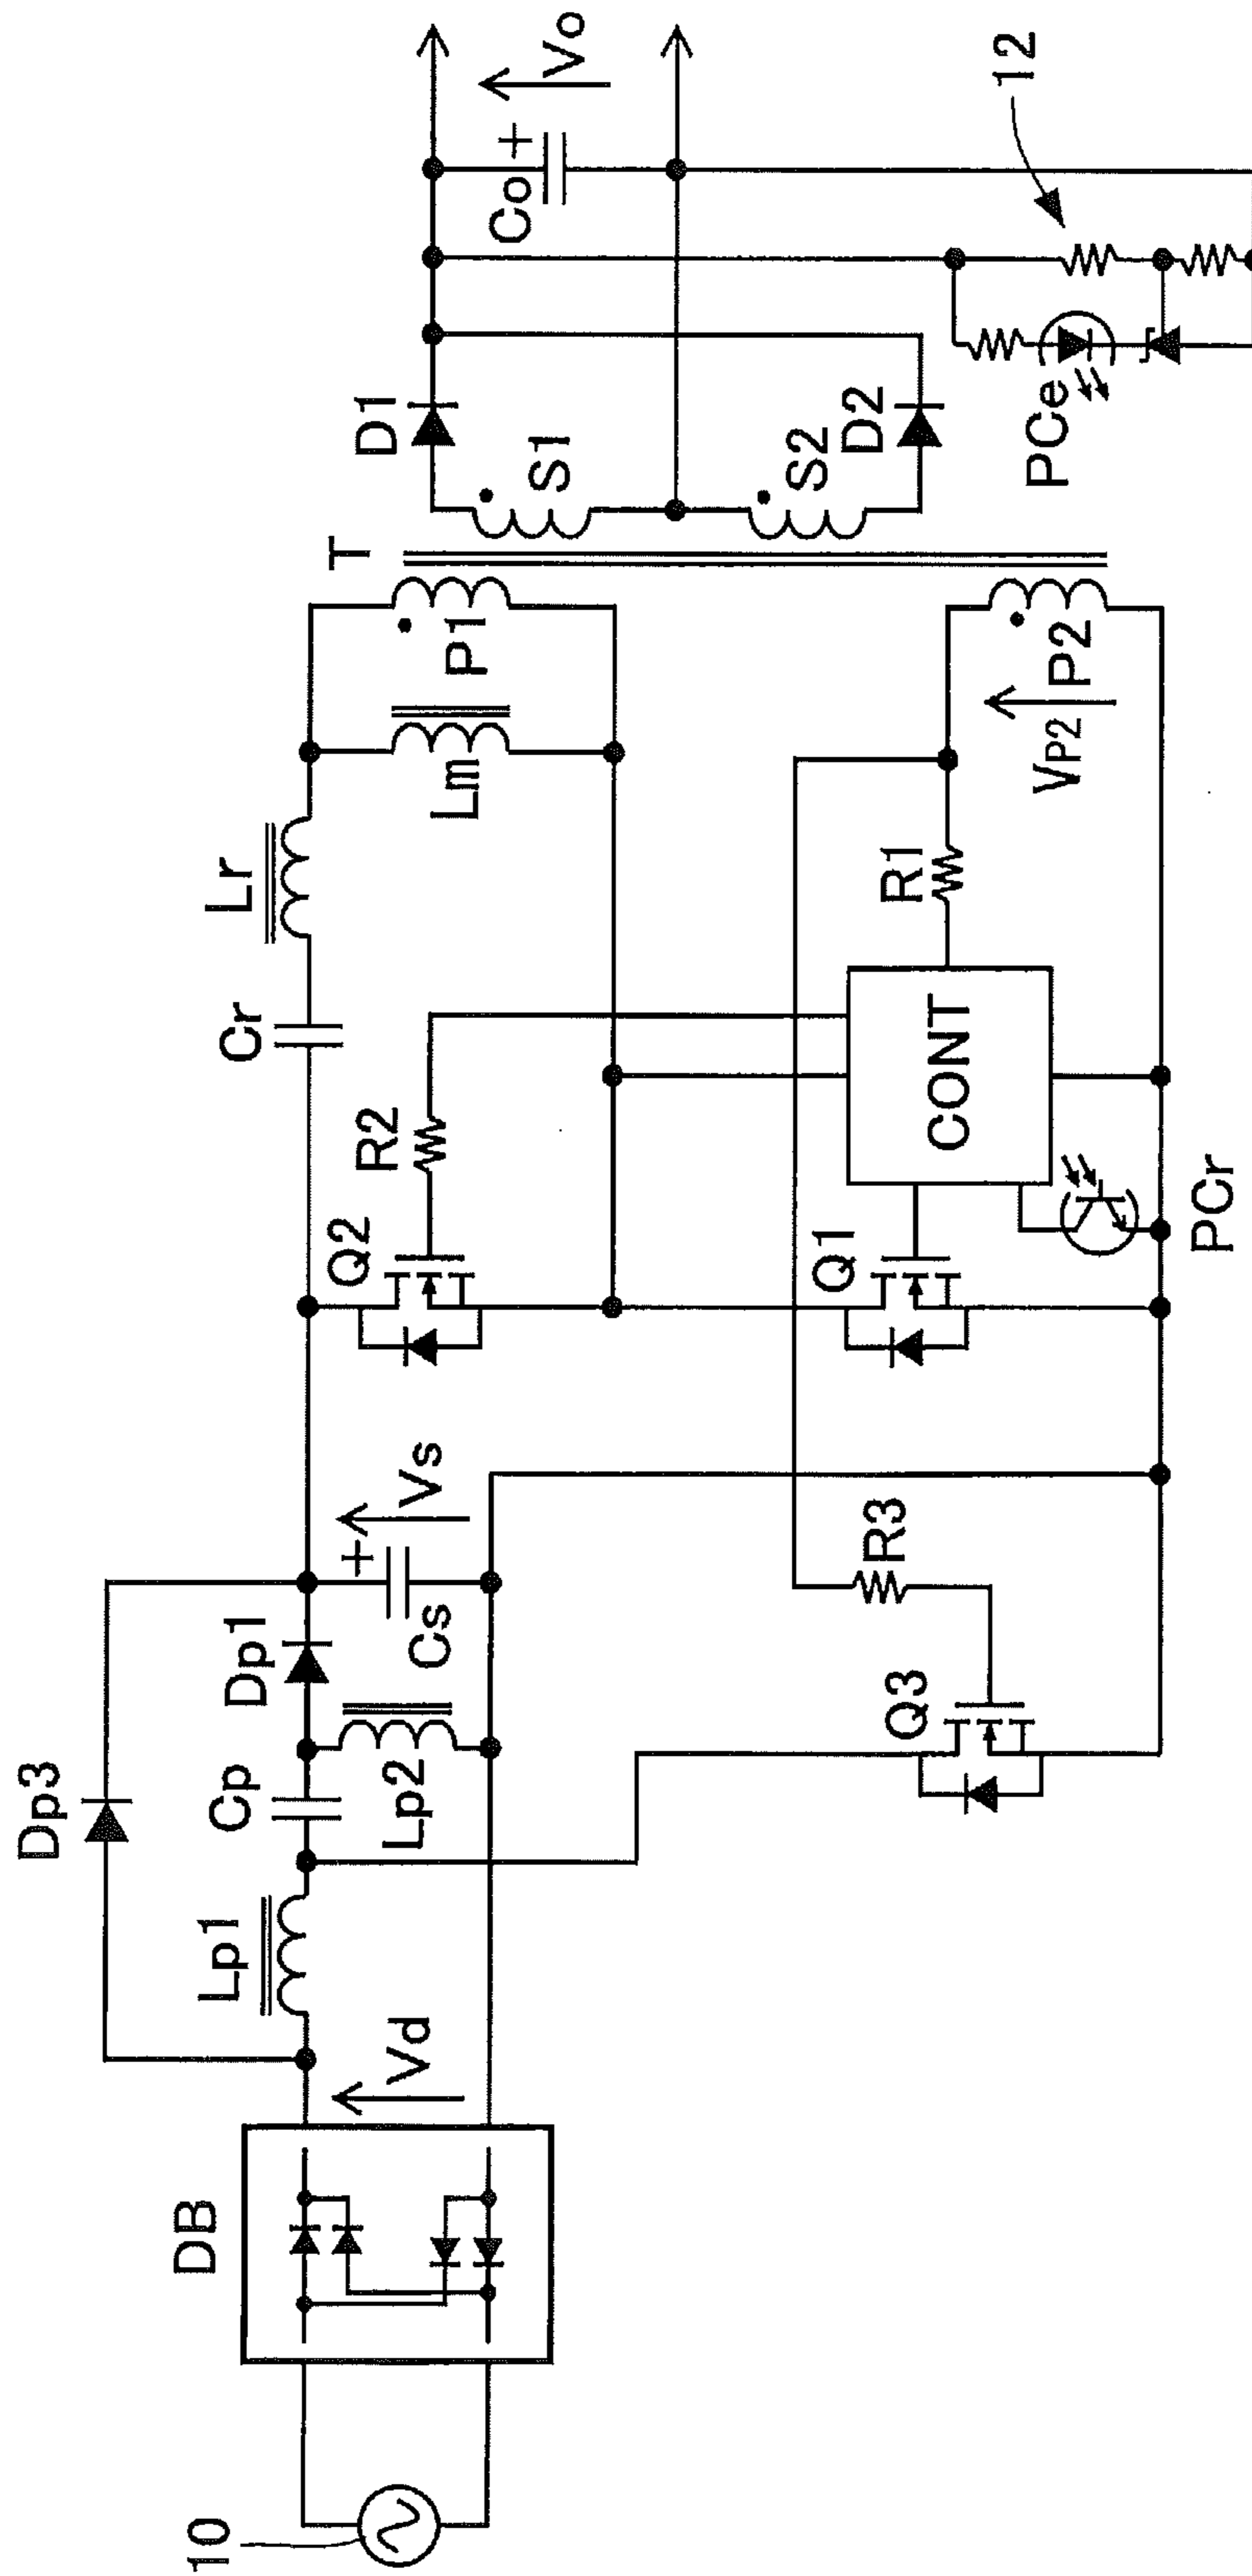 10
DB
Vd
Dp3
Lp1
Cp
Lp2
Dp1
Cs
+
Vs
Q3
R3
Q2
R2
Q1
CONT
PCr
R1
Cr
Lr
Lm
P1
T
P2
VP2
S1
S2
D1
D2
PCe
Co
+
Vo
12